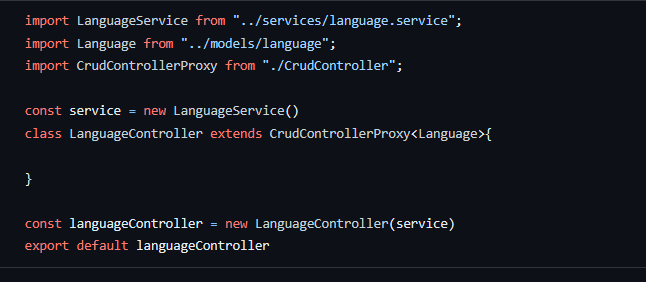 import LanguageService from "../services/language.service";
import Language from "../models/language";
import CrudControllerProxy from "./CrudController";
const service = new LanguageService()
class LanguageController extends CrudControllerProxy<Language>{
}
const languageController = new LanguageController(service)
export default languageController